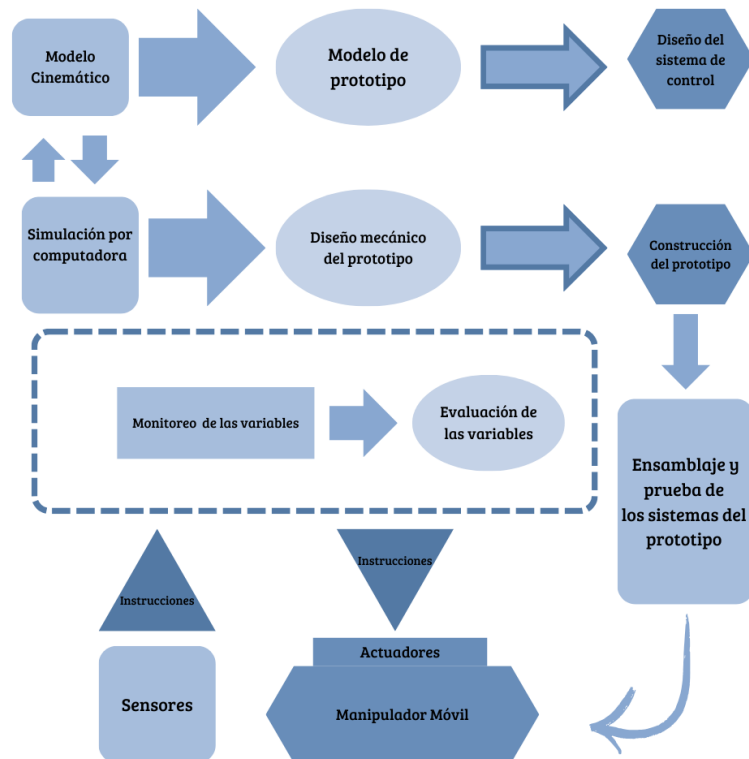 Modelo
Cinemático
Modelo de
prototipo
Diseño del
sistema de
control
Simulación por
computadora
Diseño mecánico
del prototipo
Construcción
del prototipo
Monitoreo de las variables
Evaluación de
las variables
Ensamblaje y
prueba de
los sistemas del
prototipo
Instrucciones
Instrucciones
Sensores
Actuadores
Manipulador Móvil